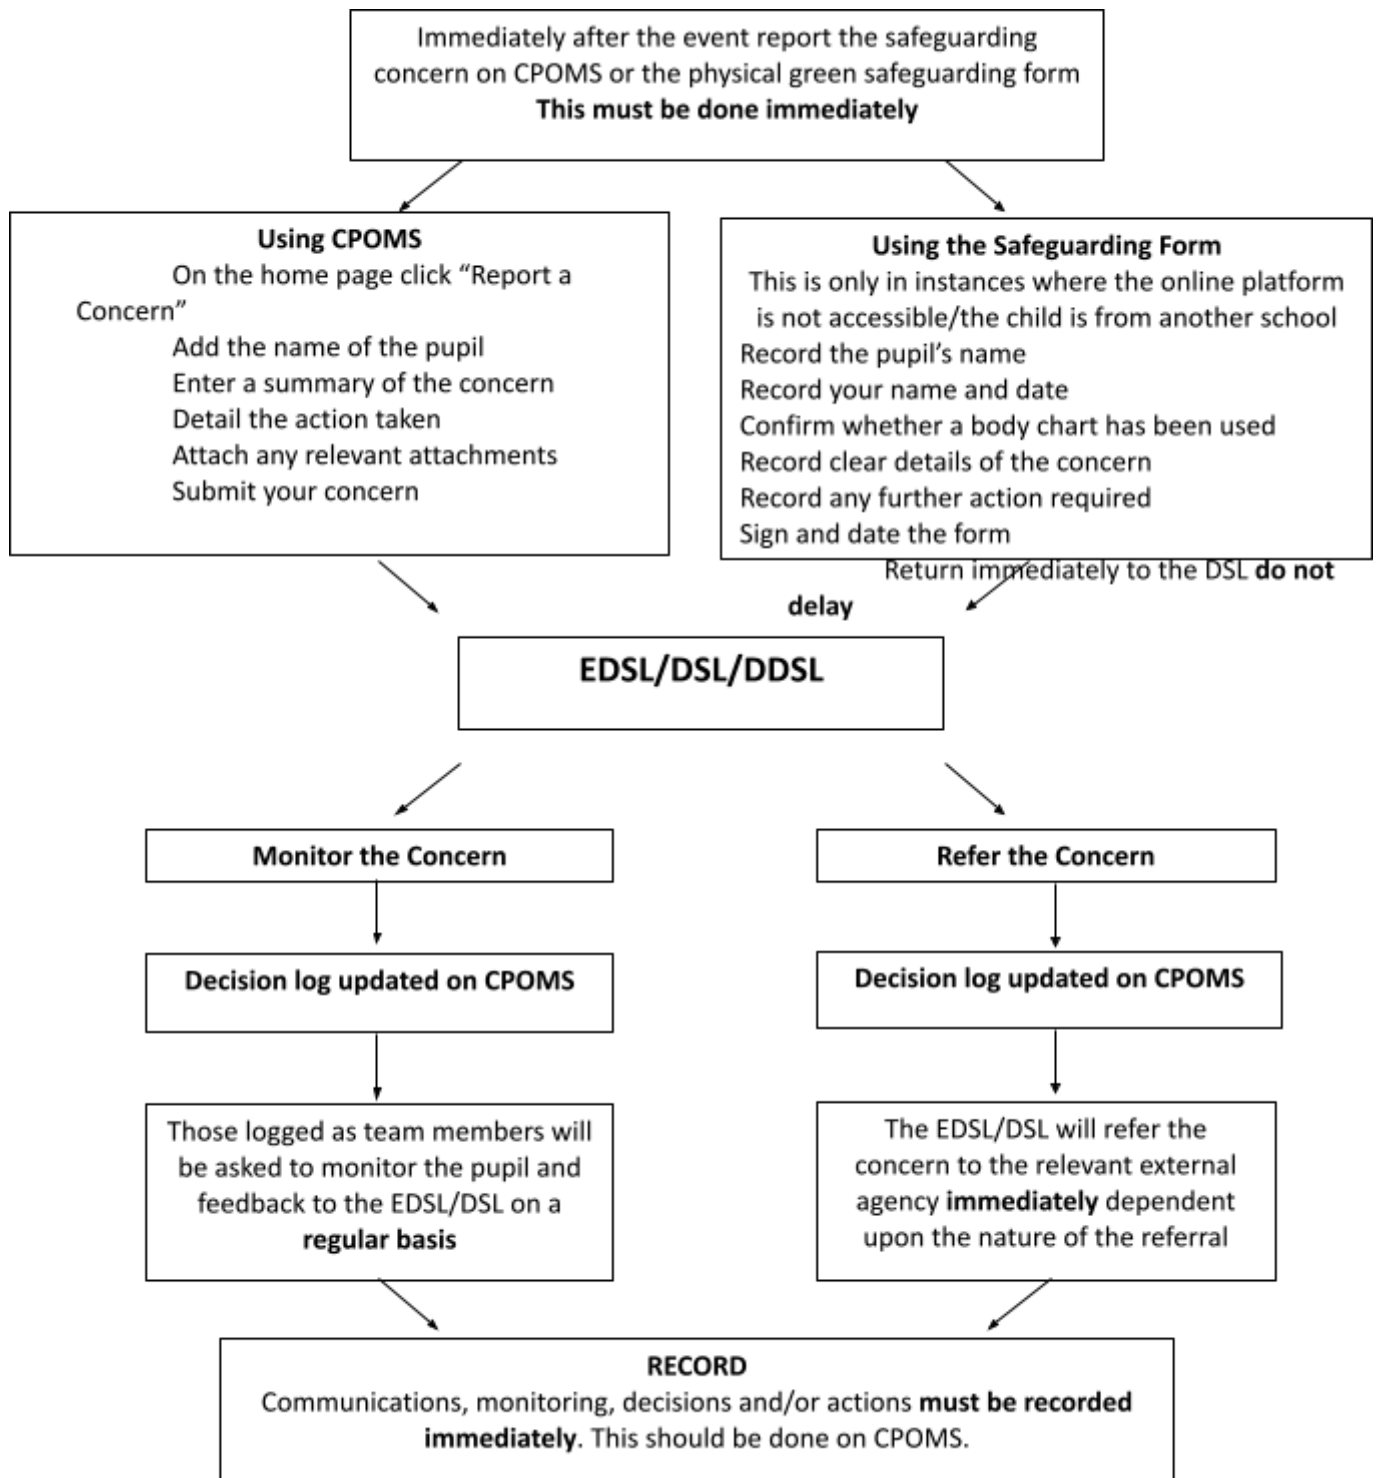 Immediately after the event report the safeguarding
concern on CPOMS or the physical green safeguarding form
This must be done immediately
Using CPOMS
On the home page click “Report a
Concern”
Add the name of the pupil
Enter a summary of the concern
Detail the action taken
Attach any relevant attachments
Submit your concern
Using the Safeguarding Form
This is only in instances where the online platform
is not accessible/the child is from another school
Record the pupil’s name
Record your name and date
Confirm whether a body chart has been used
Record clear details of the concern
Record any further action required
Sign and date the form
Return immediately to the DSL do not
delay
EDSL/DSL/DDSL
Monitor the Concern
Decision log updated on CPOMS
Those logged as team members will
be asked to monitor the pupil and
feedback to the EDSL/DSL on a
regular basis
Refer the Concern
Decision log updated on CPOMS
The EDSL/DSL will refer the
concern to the relevant external
agency immediately dependent
upon the nature of the referral
RECORD
Communications, monitoring, decisions and/or actions must be recorded
immediately. This should be done on CPOMS.